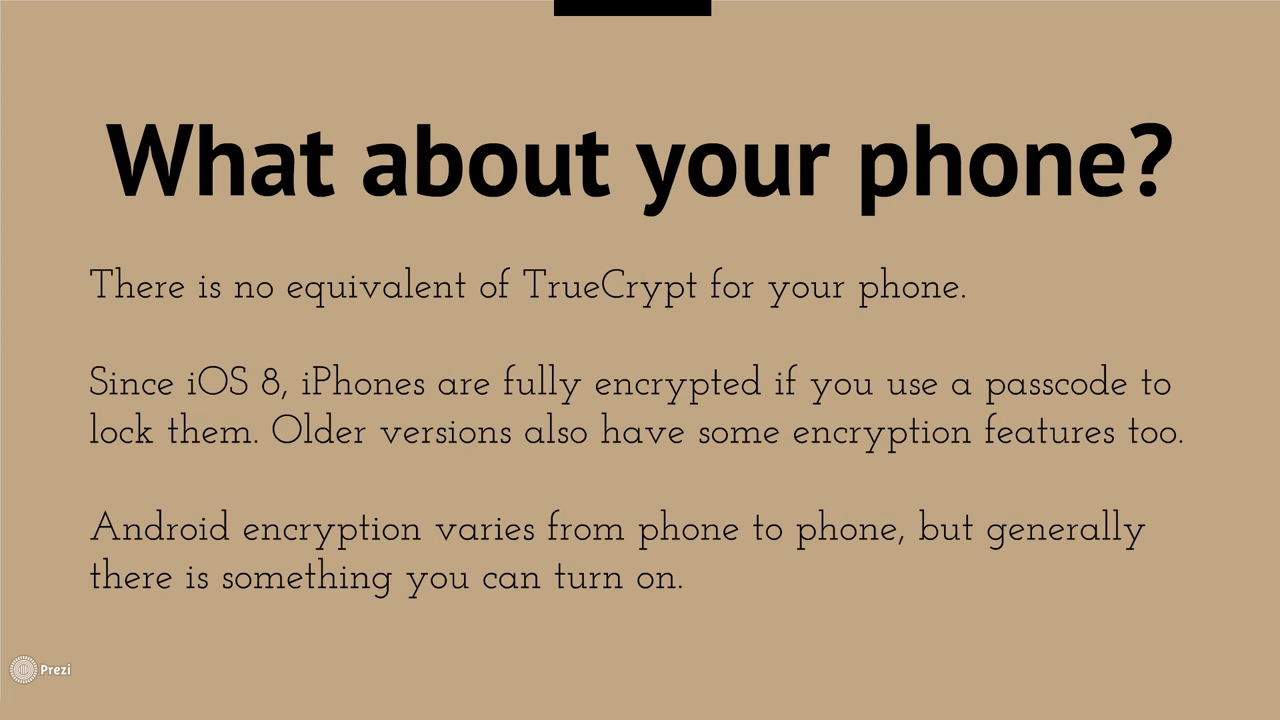 What about your phone?
There is no equivalent of TrueCrypt for your phone.
Since iOS 8, iPhones are fully encrypted if you use a passcode to
lock them. Older versions also have some encryption features too.
Android encryption varies from phone to phone, but generally
there is something you can turn on.
Prezi